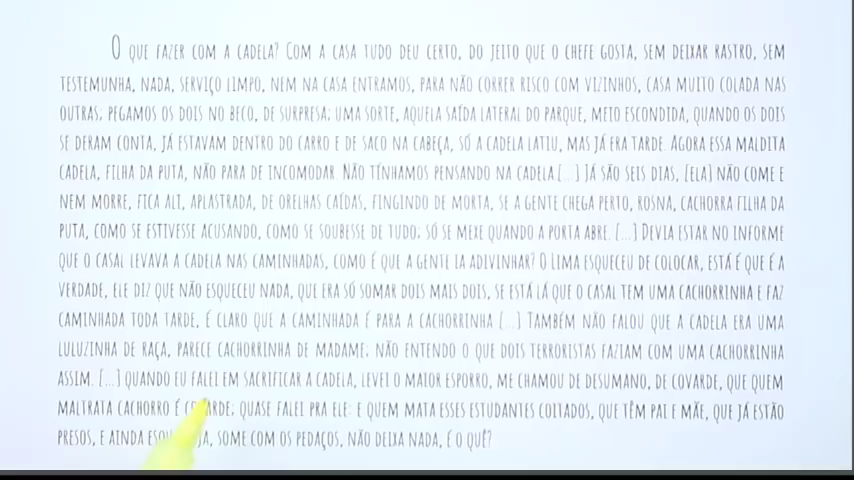 O QUE FAZER COM A CADELA? COM A CASA TUDO DEU CERTO, DO JEITO QUE O CHEFE GOSTA, SEM DEIXAR RASTRO, SEM
TESTEMUNHA, NADA, SERVIÇO LIMPO, NEM NA CASA ENTRAMOS, PARA NÃO CORRER RISCO COM VIZINHOS, CASA MUITO COLADA NAS
OUTRAS; PEGAMOS OS DOIS NO BECO, DE SURPRESA; UMA SORTE, AQUELA SAÍDA LATERAL DO PARQUE, MEIO ESCONDIDA, QUANDO OS DOIS
SE DERAM CONTA, JÁ ESTAVAM DENTRO DO CARRO E DE SACO NA CABEÇA, SÓ A CADELA LATIU, MAS JÁ ERA TARDE. AGORA ESSA MALDITA
CADELA, FILHA DA PUTA, NÃO PARA DE INCOMODAR. NÃO TÍNHAMOS PENSANDO NA CADELA [...] JÁ SÃO SEIS DIAS, [ELA] NÃO COME E
NEM MORRE, FICA ALI, APLASTRADA, DE ORELHAS CAÍDAS, FINGINDO DE MORTA, SE A GENTE CHEGA PERTO, ROSNA, CACHORRA FILHA DA
PUTA, COMO SE ESTIVESSE ACUSANDO, COMO SE SOUBESSE DE TUDO; SÓ SE MEXE QUANDO A PORTA ABRE. [...] DEVIA ESTAR NO INFORME
QUE O CASAL LEVAVA A CADELA NAS CAMINHADAS, COMO É QUE A GENTE IA ADIVINHAR? O LIMA ESQUECEU DE COLOCAR, ESTÁ É QUE É A
VERDADE, ELE DIZ QUE NÃO ESQUECEU NADA, QUE ERA SÓ SOMAR DOIS MAIS DOIS, SE ESTÁ LÁ QUE O CASAL TEM UMA CACHORRINHA E FAZ
CAMINHADA TODA TARDE, É CLARO QUE A CAMINHADA É PARA A CACHORRINHA [...] TAMBÉM NÃO FALOU QUE A CADELA ERA UMA
LULUZINHA DE RAÇA, PARECE CACHORRINHA DE MADAME; NÃO ENTENDO O QUE DOIS TERRORISTAS FAZIAM COM UMA CACHORRINHA
ASSIM. [...] QUANDO EU FALEI EM SACRIFICAR A CADELA, LEVEI O MAIOR ESPORRO, ME CHAMOU DE DESUMANO, DE COVARDE, QUE QUEM
MALTRATA CACHORRO É COVARDE; QUASE FALEI PRA ELE: E QUEM MATA ESSES ESTUDANTES COITADOS, QUE TÊM PAI E MÃE, QUE JÁ ESTÃO
PRESOS, E AINDA SOME COM OS PEDAÇOS, NÃO DEIXA NADA, É O QUÊ?